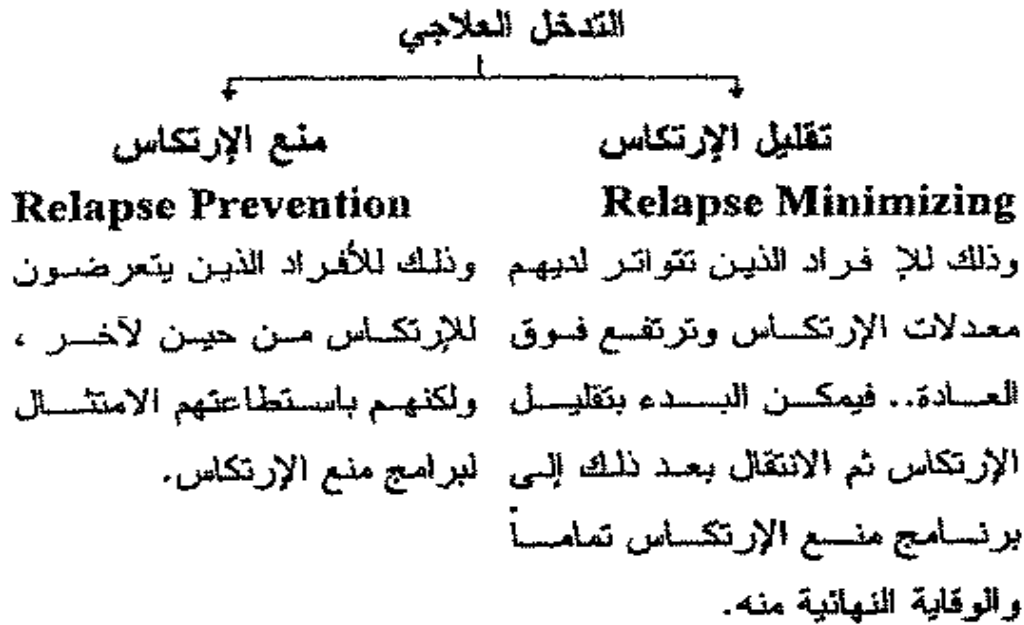 التدخل العلاجي
تقليل الإرتكاس
Relapse Minimizing
وذلك للإ فراد الذين تتواتر لديهم
معدلات الإرتكاس وترتفع فوق
العادة.. فيمكن البدء بتقليل
الإرتكاس ثم الانتقال بعد ذلك إلى
برنامج منع الإرتكاس تماماً
والوقاية النهائية منه.
منع الإرتكاس
Relapse Prevention
وذلك للأفراد الذين يتعرضون
للإرتكاس من حين لآخر ،
ولكنهم باستطاعتهم الامتثال
لبرامج منع الإرتكاس.